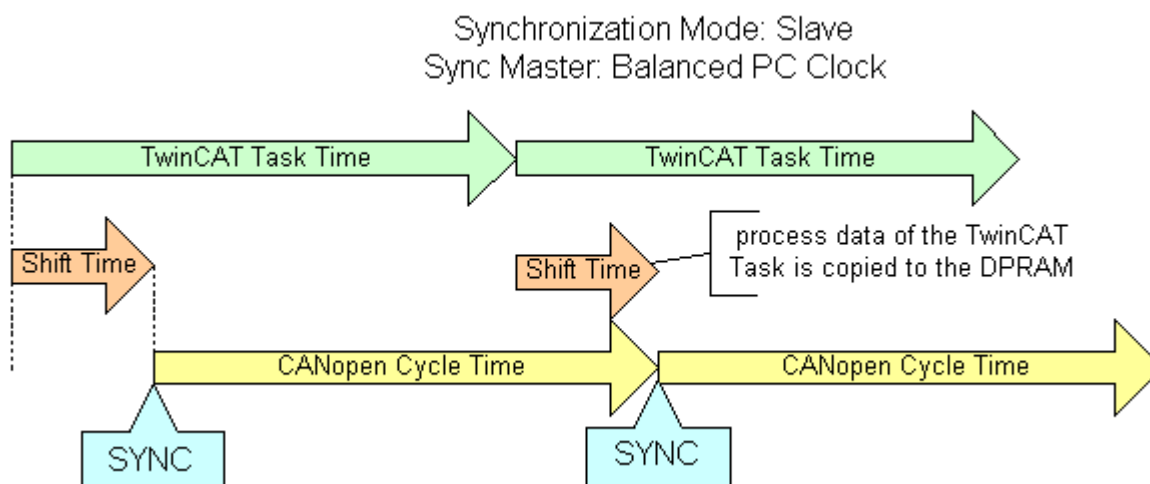 Synchronization Mode: Slave
Sync Master: Balanced PC Clock
TwinCAT Task Time
TwinCAT Task Time
Shift Time
Shift Time
process data of the TwinCAT
Task is copied to the DPRAM
CANopen Cycle Time
CANopen Cycle Time
SYNC
SYNC